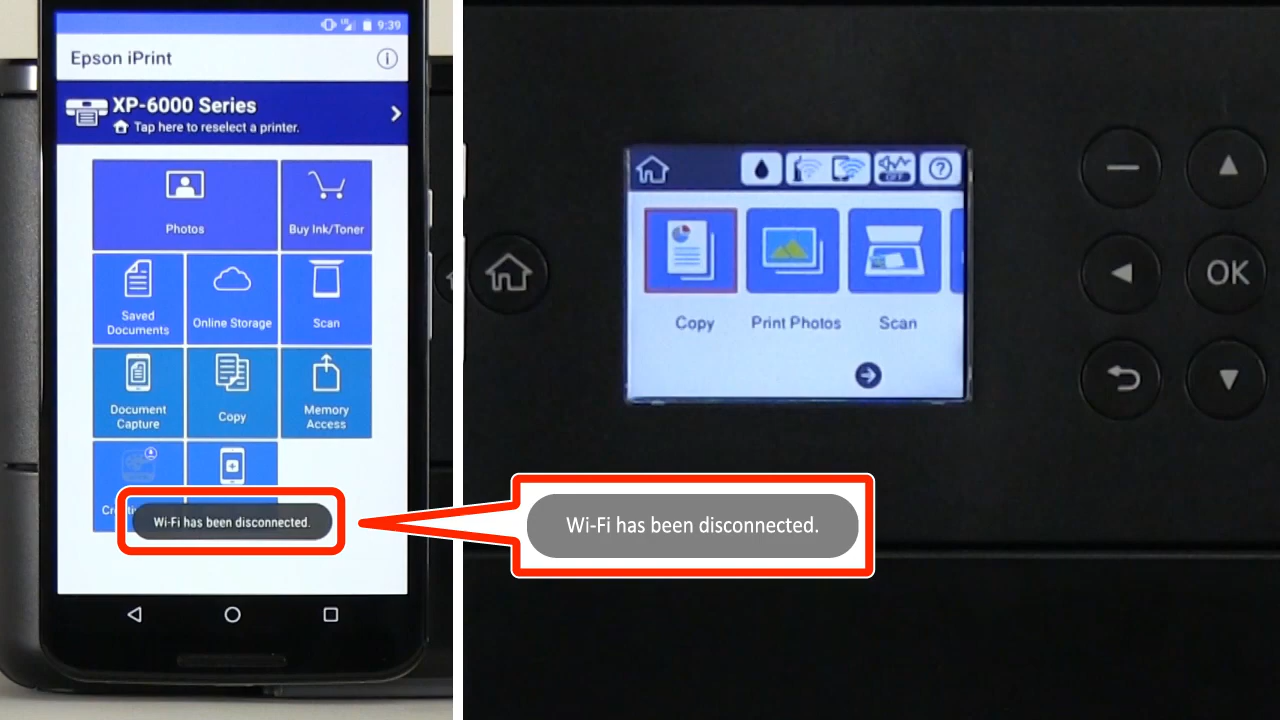 9:39
Epson iPrint
XP-6000 Series
Tap here to reselect a printer.
Photos
Buy Ink/Toner
Saved
Documents
Online Storage
Scan
Document
Capture
Copy
Memory
Access
Wi-Fi has been disconnected.
OFF
?
Copy
Print Photos
Scan
OK
Wi-Fi has been disconnected.